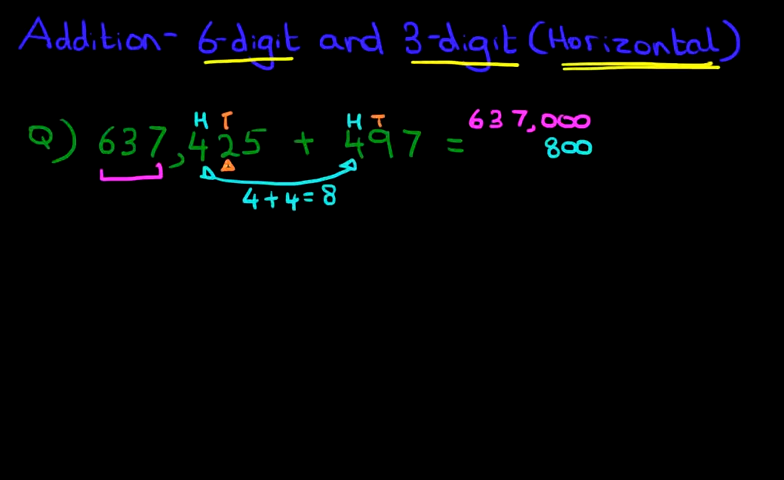 Addition- 6-digit and 3-digit (Horizontal)
H T H T 637,000
Q) 637,425 + 497 = 800
4+4=8